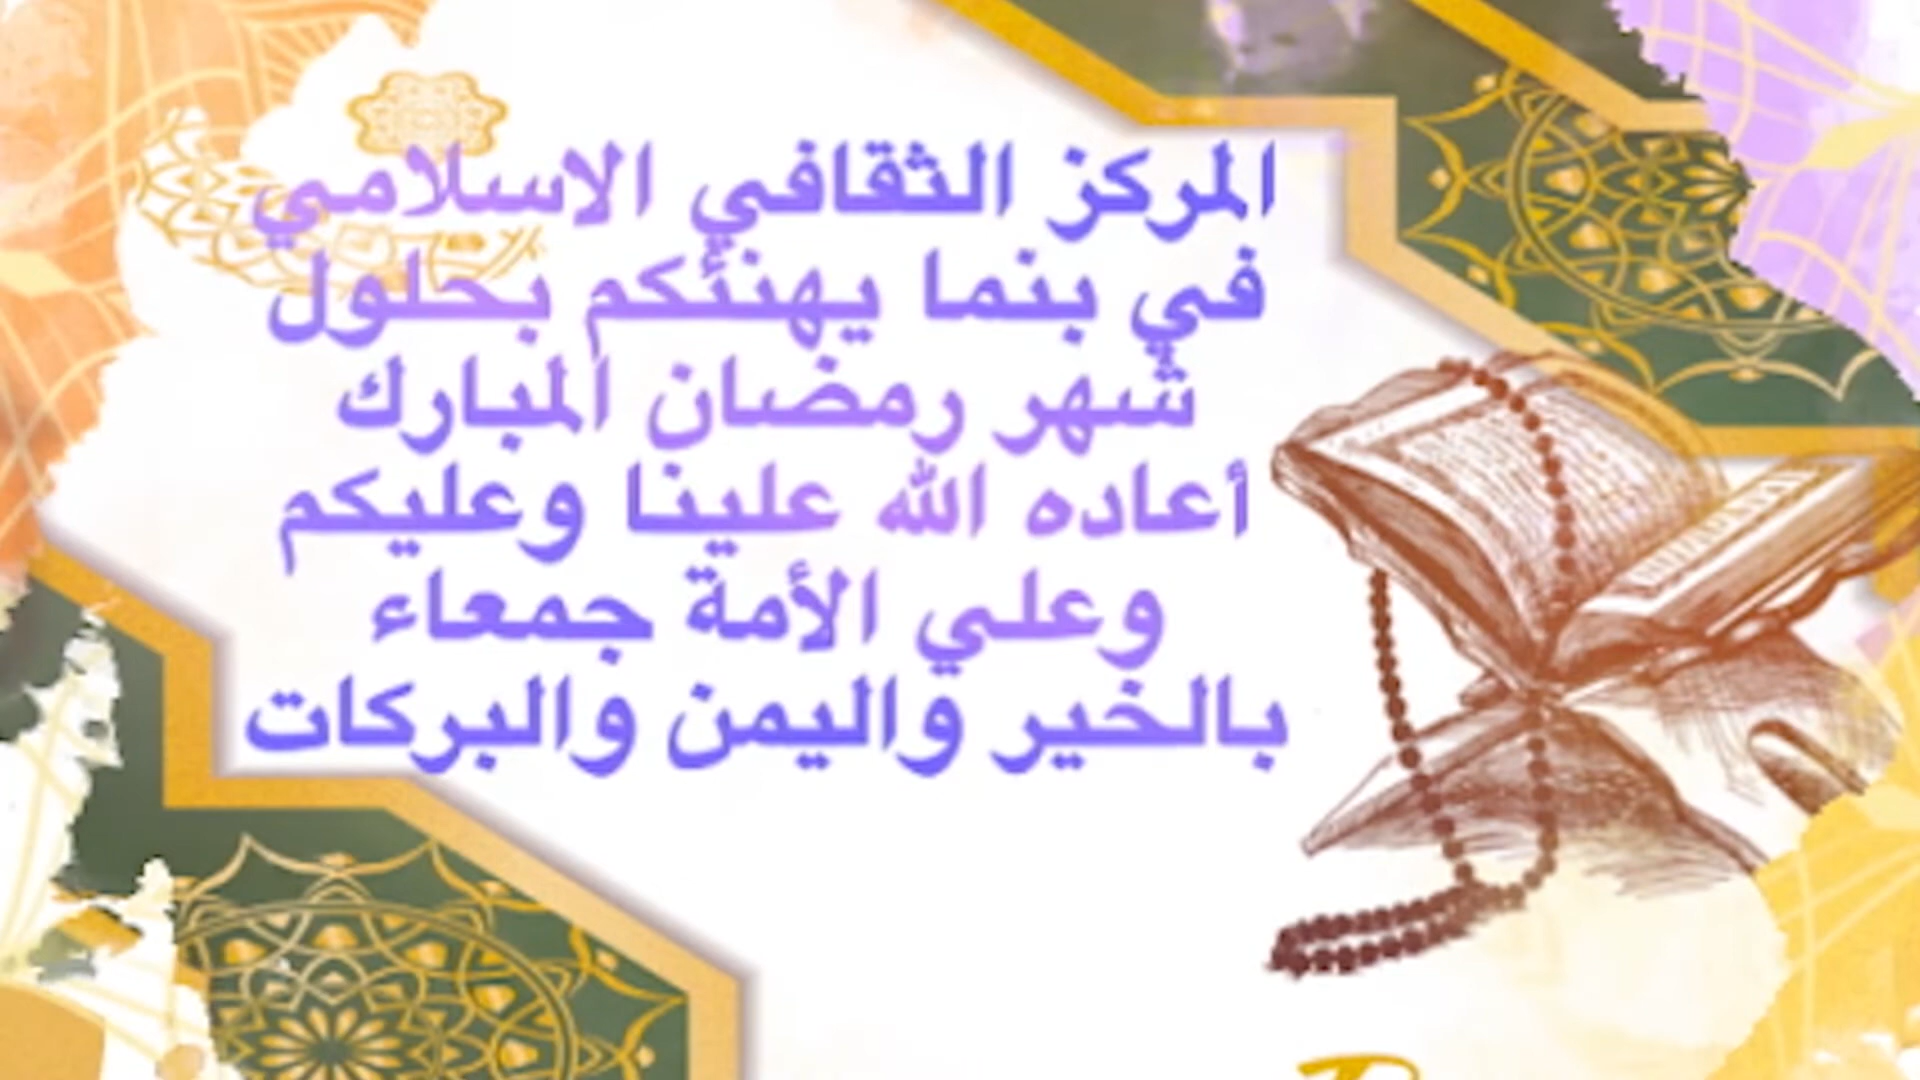 المركز الثقافي الاسلامي
في بنما يهنئكم بحلول
شهر رمضان المبارك
أعاده الله علينا وعليكم
وعلي الأمة جمعاء
بالخير واليمن والبركات